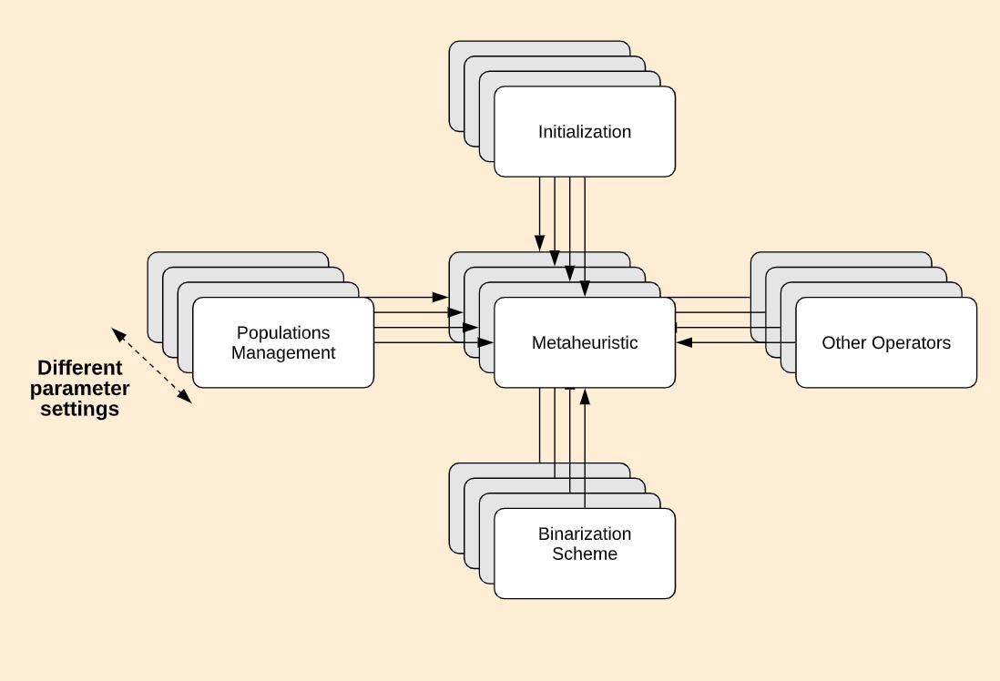 Initialization
Populations
Management
Metaheuristic
Other Operators
Different
parameter
settings
Binarization
Scheme